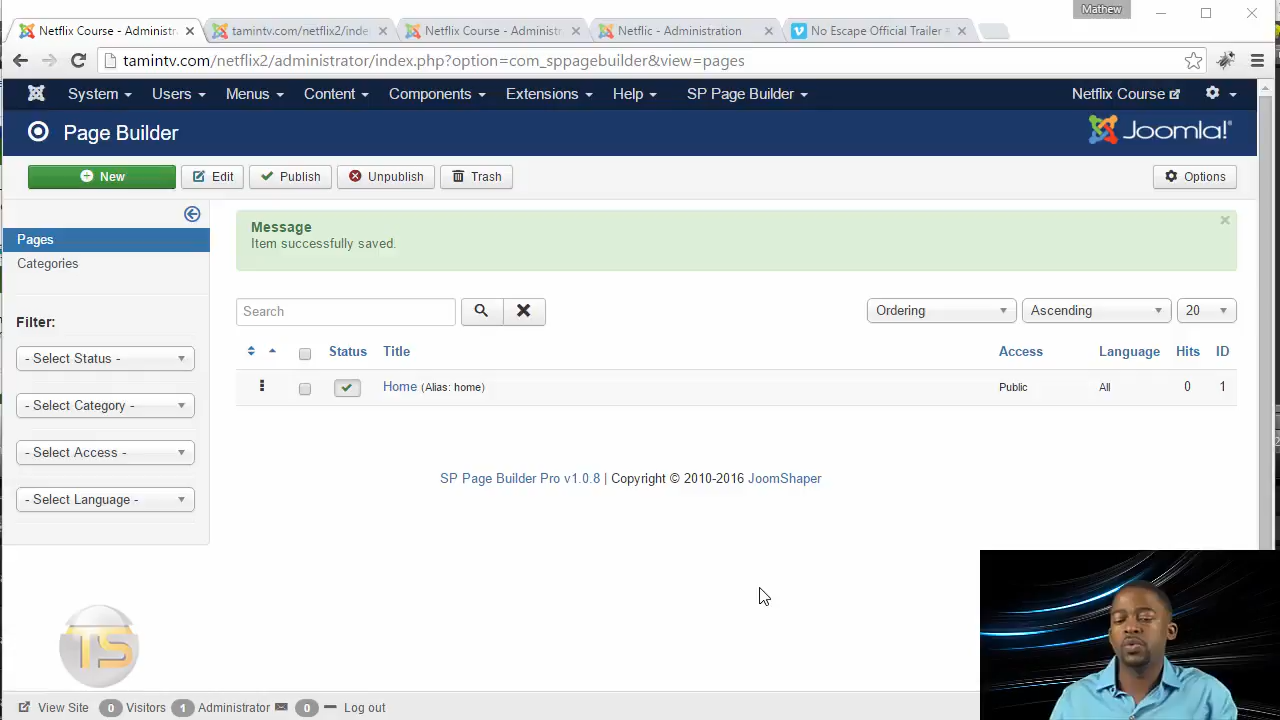 Mathew
Netflix Course - Administra
tamintv.com/netflix2/inde
Netflix Course - Administra
Netflic - Administration
No Escape Official Trailer
tamintv.com/netflix2/administrator/index.php?option=com_sppagebuilder&view=pages
System Users Menus Content Components Extensions Help SP Page Builder Netflix Course
Page Builder Joomla!
New Edit Publish Unpublish Trash Options
Message
Item successfully saved.
Pages
Categories
Filter:
- Select Status -
- Select Category -
- Select Access -
- Select Language -
Search Ordering Ascending 20
Status Title Access Language Hits ID
Home (Alias: home) Public All 0 1
SP Page Builder Pro v1.0.8 | Copyright © 2010-2016 JoomShaper
TS
View Site 0 Visitors 1 Administrator 0 Log out